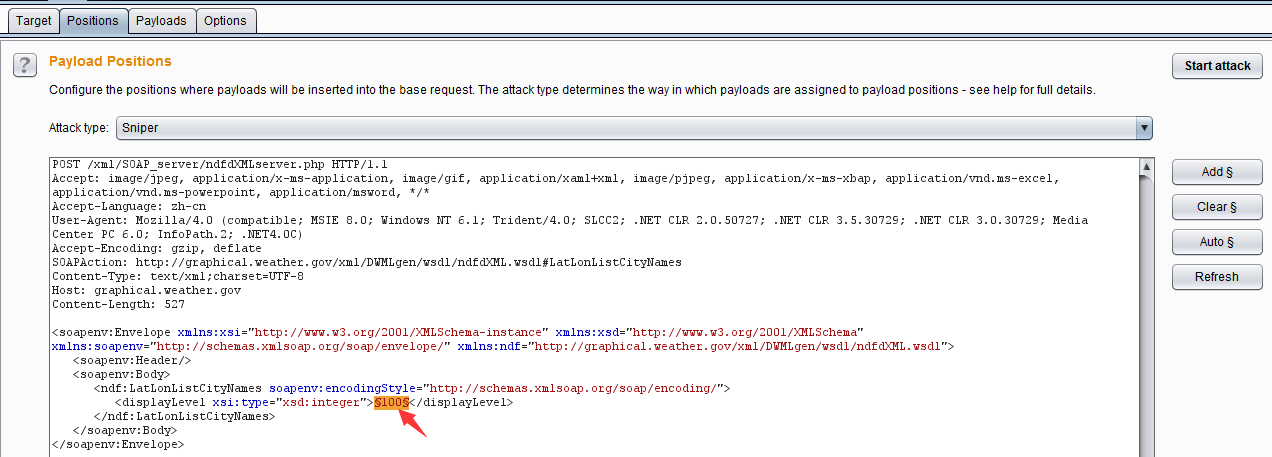 Target Positions Payloads Options
? Payload Positions Start attack
Configure the positions where payloads will be inserted into the base request. The attack type determines the way in which payloads are assigned to payload positions - see help for full details.
Attack type: Sniper
POST /xml/SOAP_server/ndfdXMLserver.php HTTP/1.1
Accept: image/jpeg, application/x-ms-application, image/gif, application/xaml+xml, image/pjpeg, application/x-ms-xbap, application/vnd.ms-excel,
application/vnd.ms-powerpoint, application/msword, */*
Accept-Language: zh-cn
User-Agent: Mozilla/4.0 (compatible; MSIE 8.0; Windows NT 6.1; Trident/4.0; SLCC2; .NET CLR 2.0.50727; .NET CLR 3.5.30729; .NET CLR 3.0.30729; Media
Center PC 6.0; InfoPath.2; .NET4.0C)
Accept-Encoding: gzip, deflate
SOAPAction: http://graphical.weather.gov/xml/DWMLgen/wsdl/ndfdXML.wsdl#LatLonListCityNames
Content-Type: text/xml;charset=UTF-8
Host: graphical.weather.gov
Content-Length: 527
<soapenv:Envelope xmlns:xsi="http://www.w3.org/2001/XMLSchema-instance" xmlns:xsd="http://www.w3.org/2001/XMLSchema"
xmlns:soapenv="http://schemas.xmlsoap.org/soap/envelope/" xmlns:ndf="http://graphical.weather.gov/xml/DWMLgen/wsdl/ndfdXML.wsdl">
<soapenv:Header/>
<soapenv:Body>
<ndf:LatLonListCityNames soapenv:encodingStyle="http://schemas.xmlsoap.org/soap/encoding/">
<displayLevel xsi:type="xsd:integer">§100§</displayLevel>
</ndf:LatLonListCityNames>
</soapenv:Body>
</soapenv:Envelope>
Add §
Clear §
Auto §
Refresh